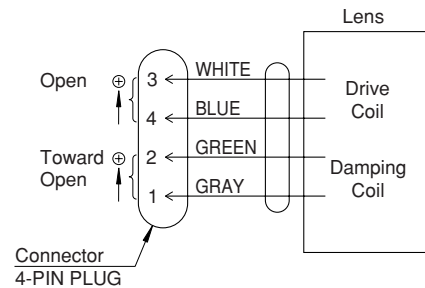 Lens
Open
⊕
3
WHITE
4
BLUE
Drive
Coil
Toward
Open
⊕
2
GREEN
1
GRAY
Damping
Coil
Connector
4-PIN PLUG